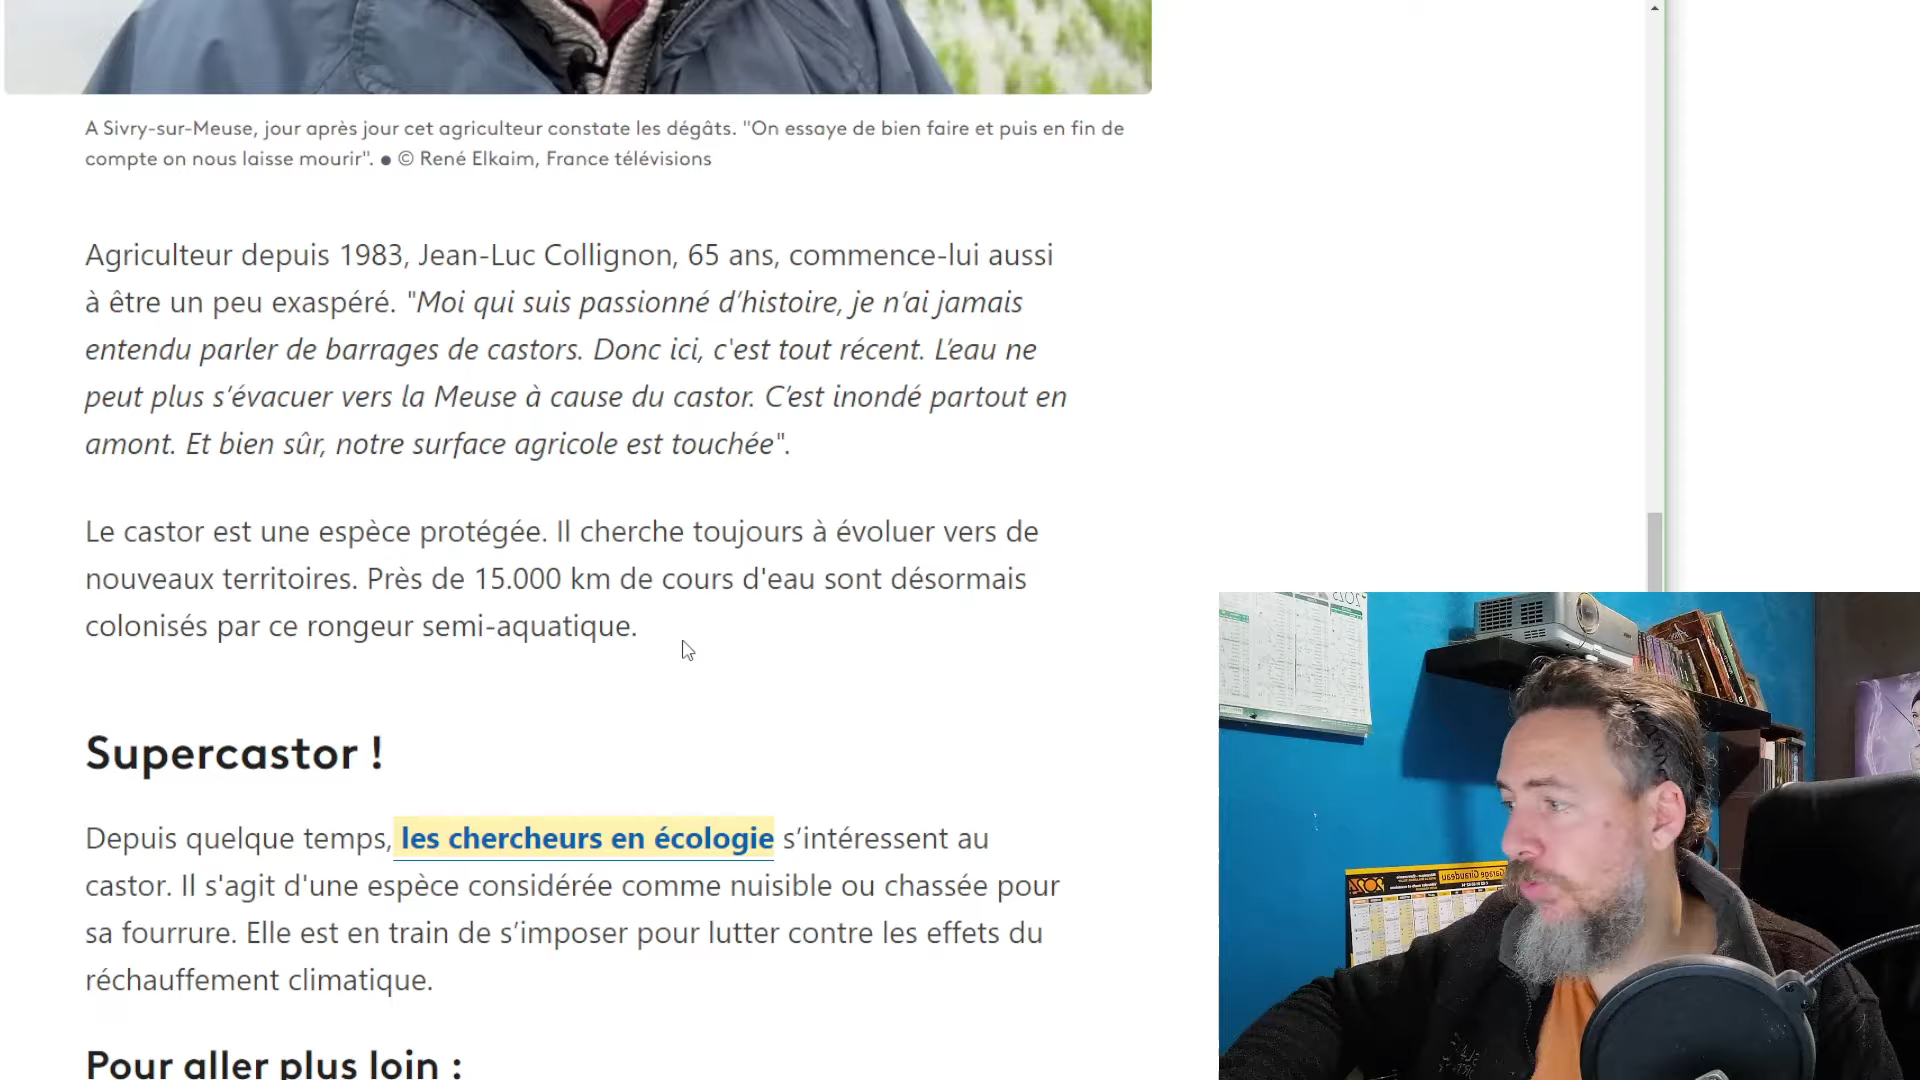 A Sivry-sur-Meuse, jour après jour cet agriculteur constate les dégâts. "On essaye de bien faire et puis en fin de
compte on nous laisse mourir". ● © René Elkaim, France télévisions
Agriculteur depuis 1983, Jean-Luc Collignon, 65 ans, commence-lui aussi
à être un peu exaspéré. "Moi qui suis passionné d’histoire, je n’ai jamais
entendu parler de barrages de castors. Donc ici, c'est tout récent. L’eau ne
peut plus s’évacuer vers la Meuse à cause du castor. C’est inondé partout en
amont. Et bien sûr, notre surface agricole est touchée".
Le castor est une espèce protégée. Il cherche toujours à évoluer vers de
nouveaux territoires. Près de 15.000 km de cours d'eau sont désormais
colonisés par ce rongeur semi-aquatique.
Supercastor !
Depuis quelque temps, les chercheurs en écologie s’intéressent au
castor. Il s'agit d'une espèce considérée comme nuisible ou chassée pour
sa fourrure. Elle est en train de s’imposer pour lutter contre les effets du
réchauffement climatique.
Pour aller plus loin :
2025
Garage Giraudeau